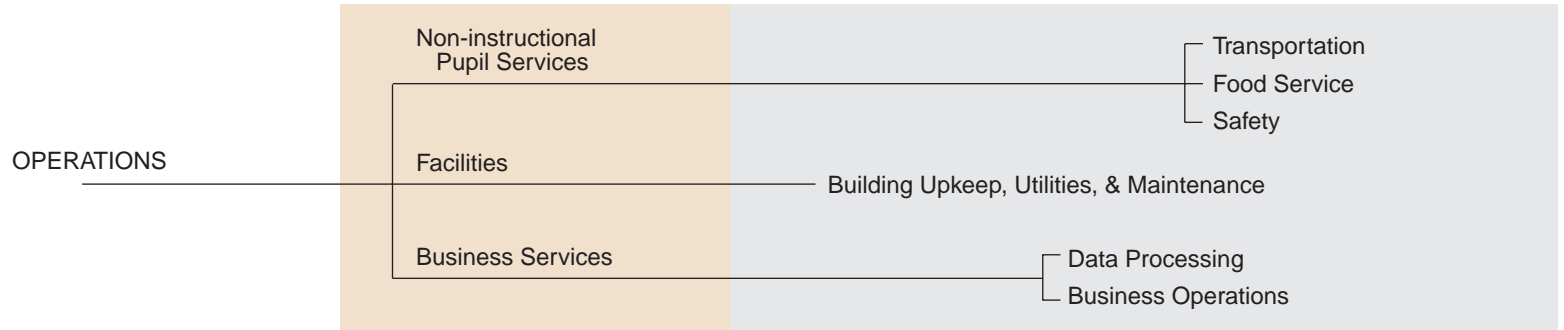 OPERATIONS
Non-instructional
Pupil Services
Transportation
Food Service
Safety
Facilities
Building Upkeep, Utilities, & Maintenance
Business Services
Data Processing
Business Operations